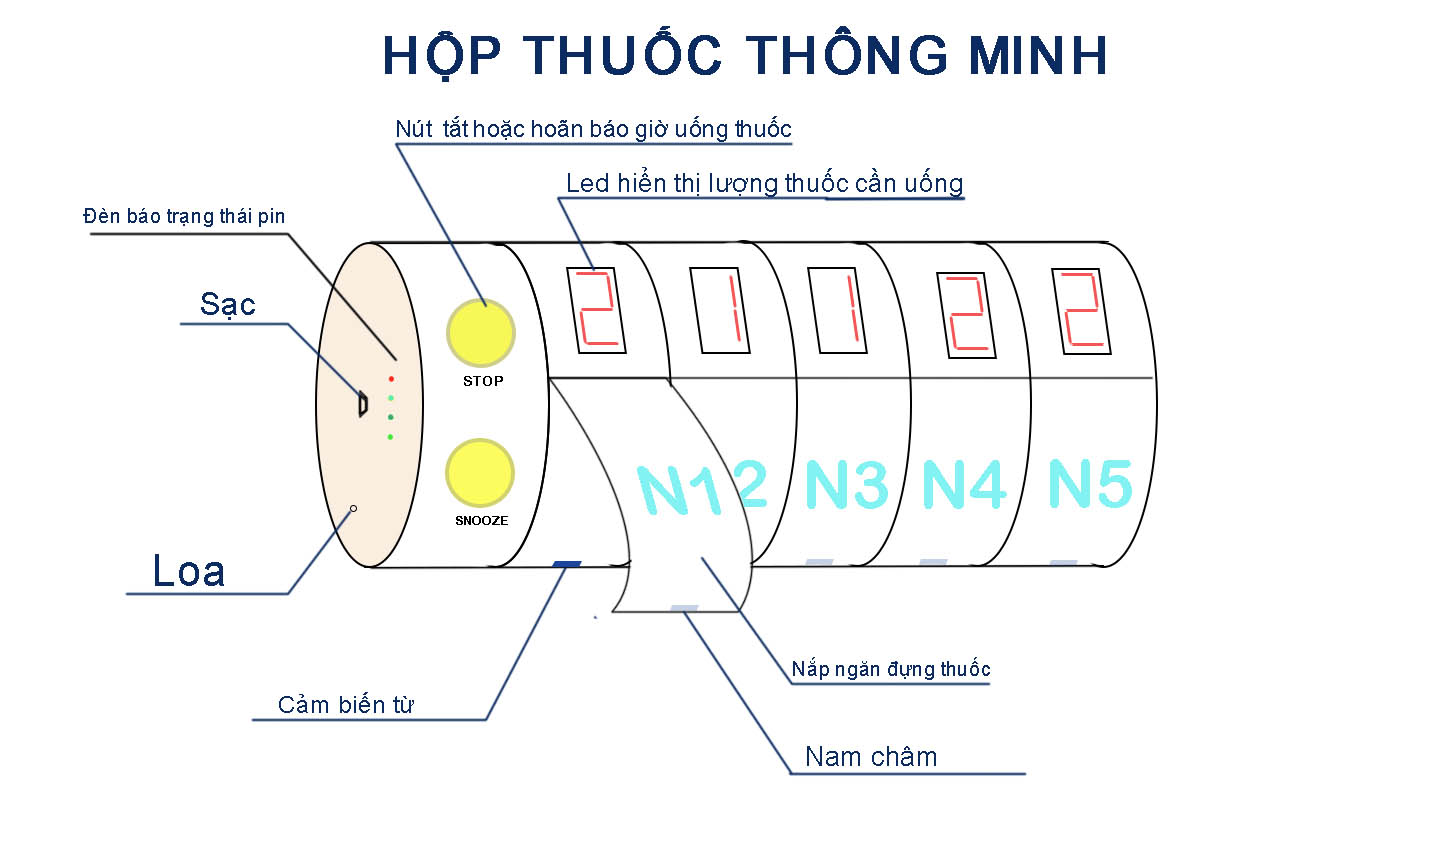 HỘP THUỐC THÔNG MINH
Nút tắt hoặc hoãn báo giờ uống thuốc
Led hiển thị lượng thuốc cần uống
Đèn báo trạng thái pin
Sạc
2 1 1 2 2
STOP
N1 2 N3 N4 N5
SNOOZE
Loa
Nắp ngăn đựng thuốc
Cảm biến từ
Nam châm